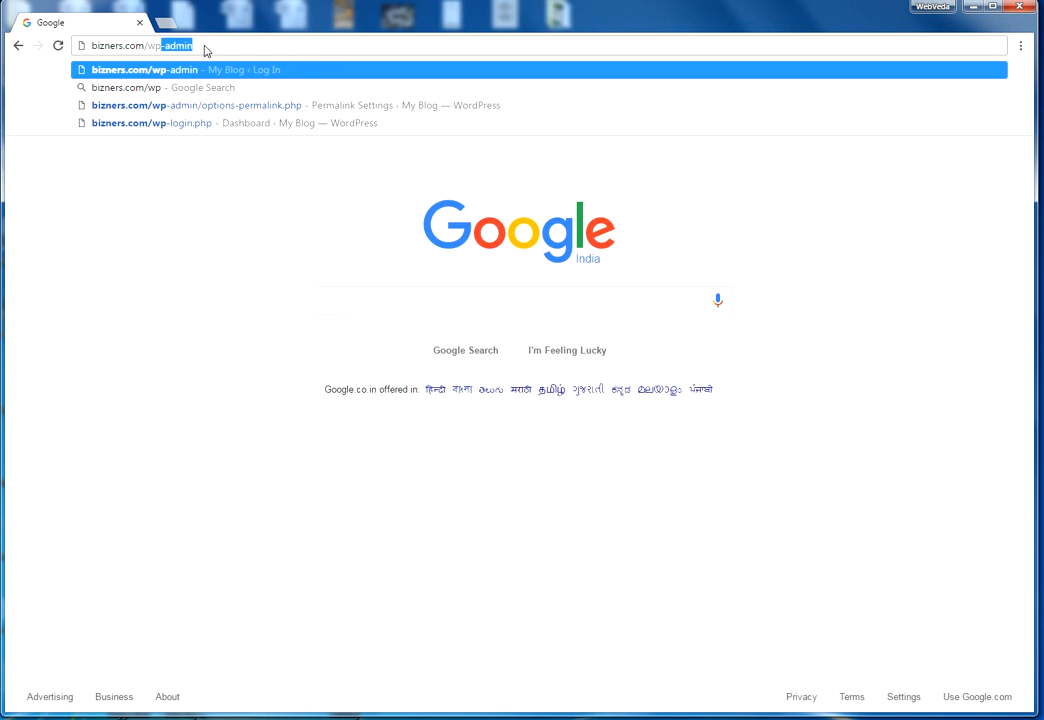 WebVeda
Google
bizners.com/wp-admin
bizners.com/wp-admin - My Blog ‹ Log In
bizners.com/wp - Google Search
bizners.com/wp-admin/options-permalink.php - Permalink Settings ‹ My Blog — WordPress
bizners.com/wp-login.php - Dashboard ‹ My Blog — WordPress
Google
India
Google Search I'm Feeling Lucky
Google.co.in offered in: हिन्दी বাংলা తెలుగు मराठी தமிழ் ગુજરાતી ಕನ್ನಡ മലയാളം ਪੰਜਾਬੀ
Advertising Business About Privacy Terms Settings Use Google.com